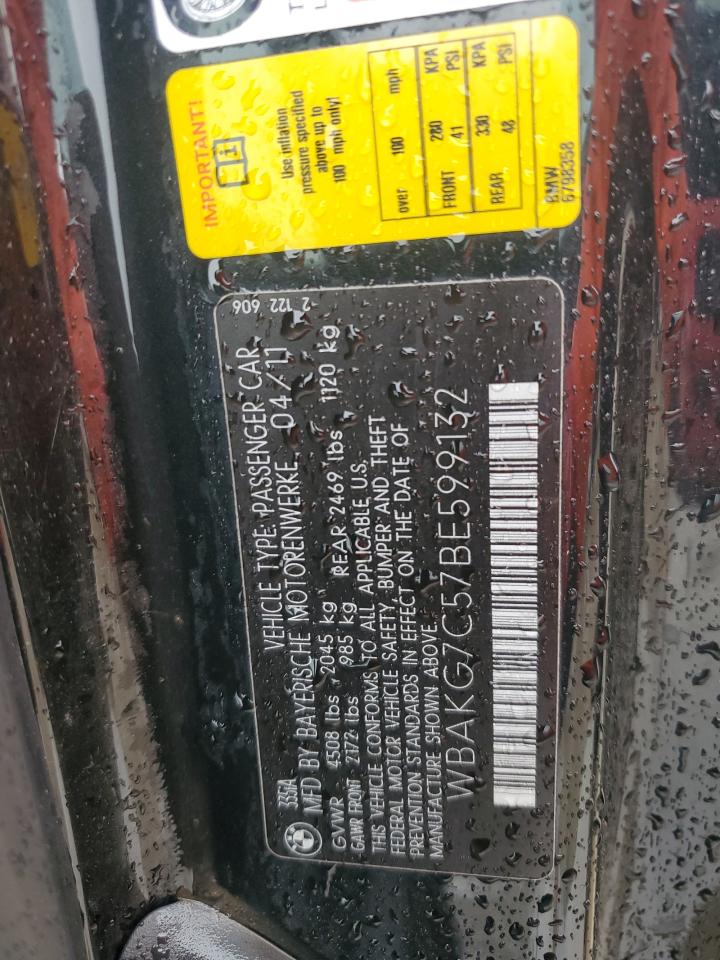 IMPORTANT!
i
Use inflation
pressure specified
above up to
100 mph only!
over 100 mph
FRONT 280 KPA
41 PSI
REAR 330 KPA
48 PSI
BMW
6798358
2 122 606
335iA VEHICLE TYPE: PASSENGER CAR
MFD BY BAYERISCHE MOTORENWERKE 04/11
GVWR 4508 lbs 2045 kg
GAWR FRONT 2172 lbs 985 kg REAR 2469 lbs 1120 kg
THIS VEHICLE CONFORMS TO ALL APPLICABLE U.S.
FEDERAL MOTOR VEHICLE SAFETY, BUMPER AND THEFT
PREVENTION STANDARDS IN EFFECT ON THE DATE OF
MANUFACTURE SHOWN ABOVE.
WBAKG7C57BE599132